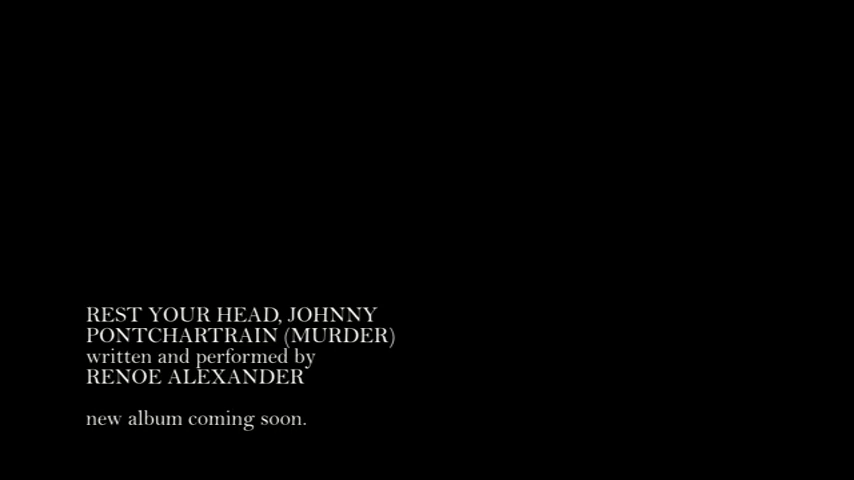 REST YOUR HEAD, JOHNNY
PONTCHARTRAIN (MURDER)
written and performed by
RENOE ALEXANDER
new album coming soon.